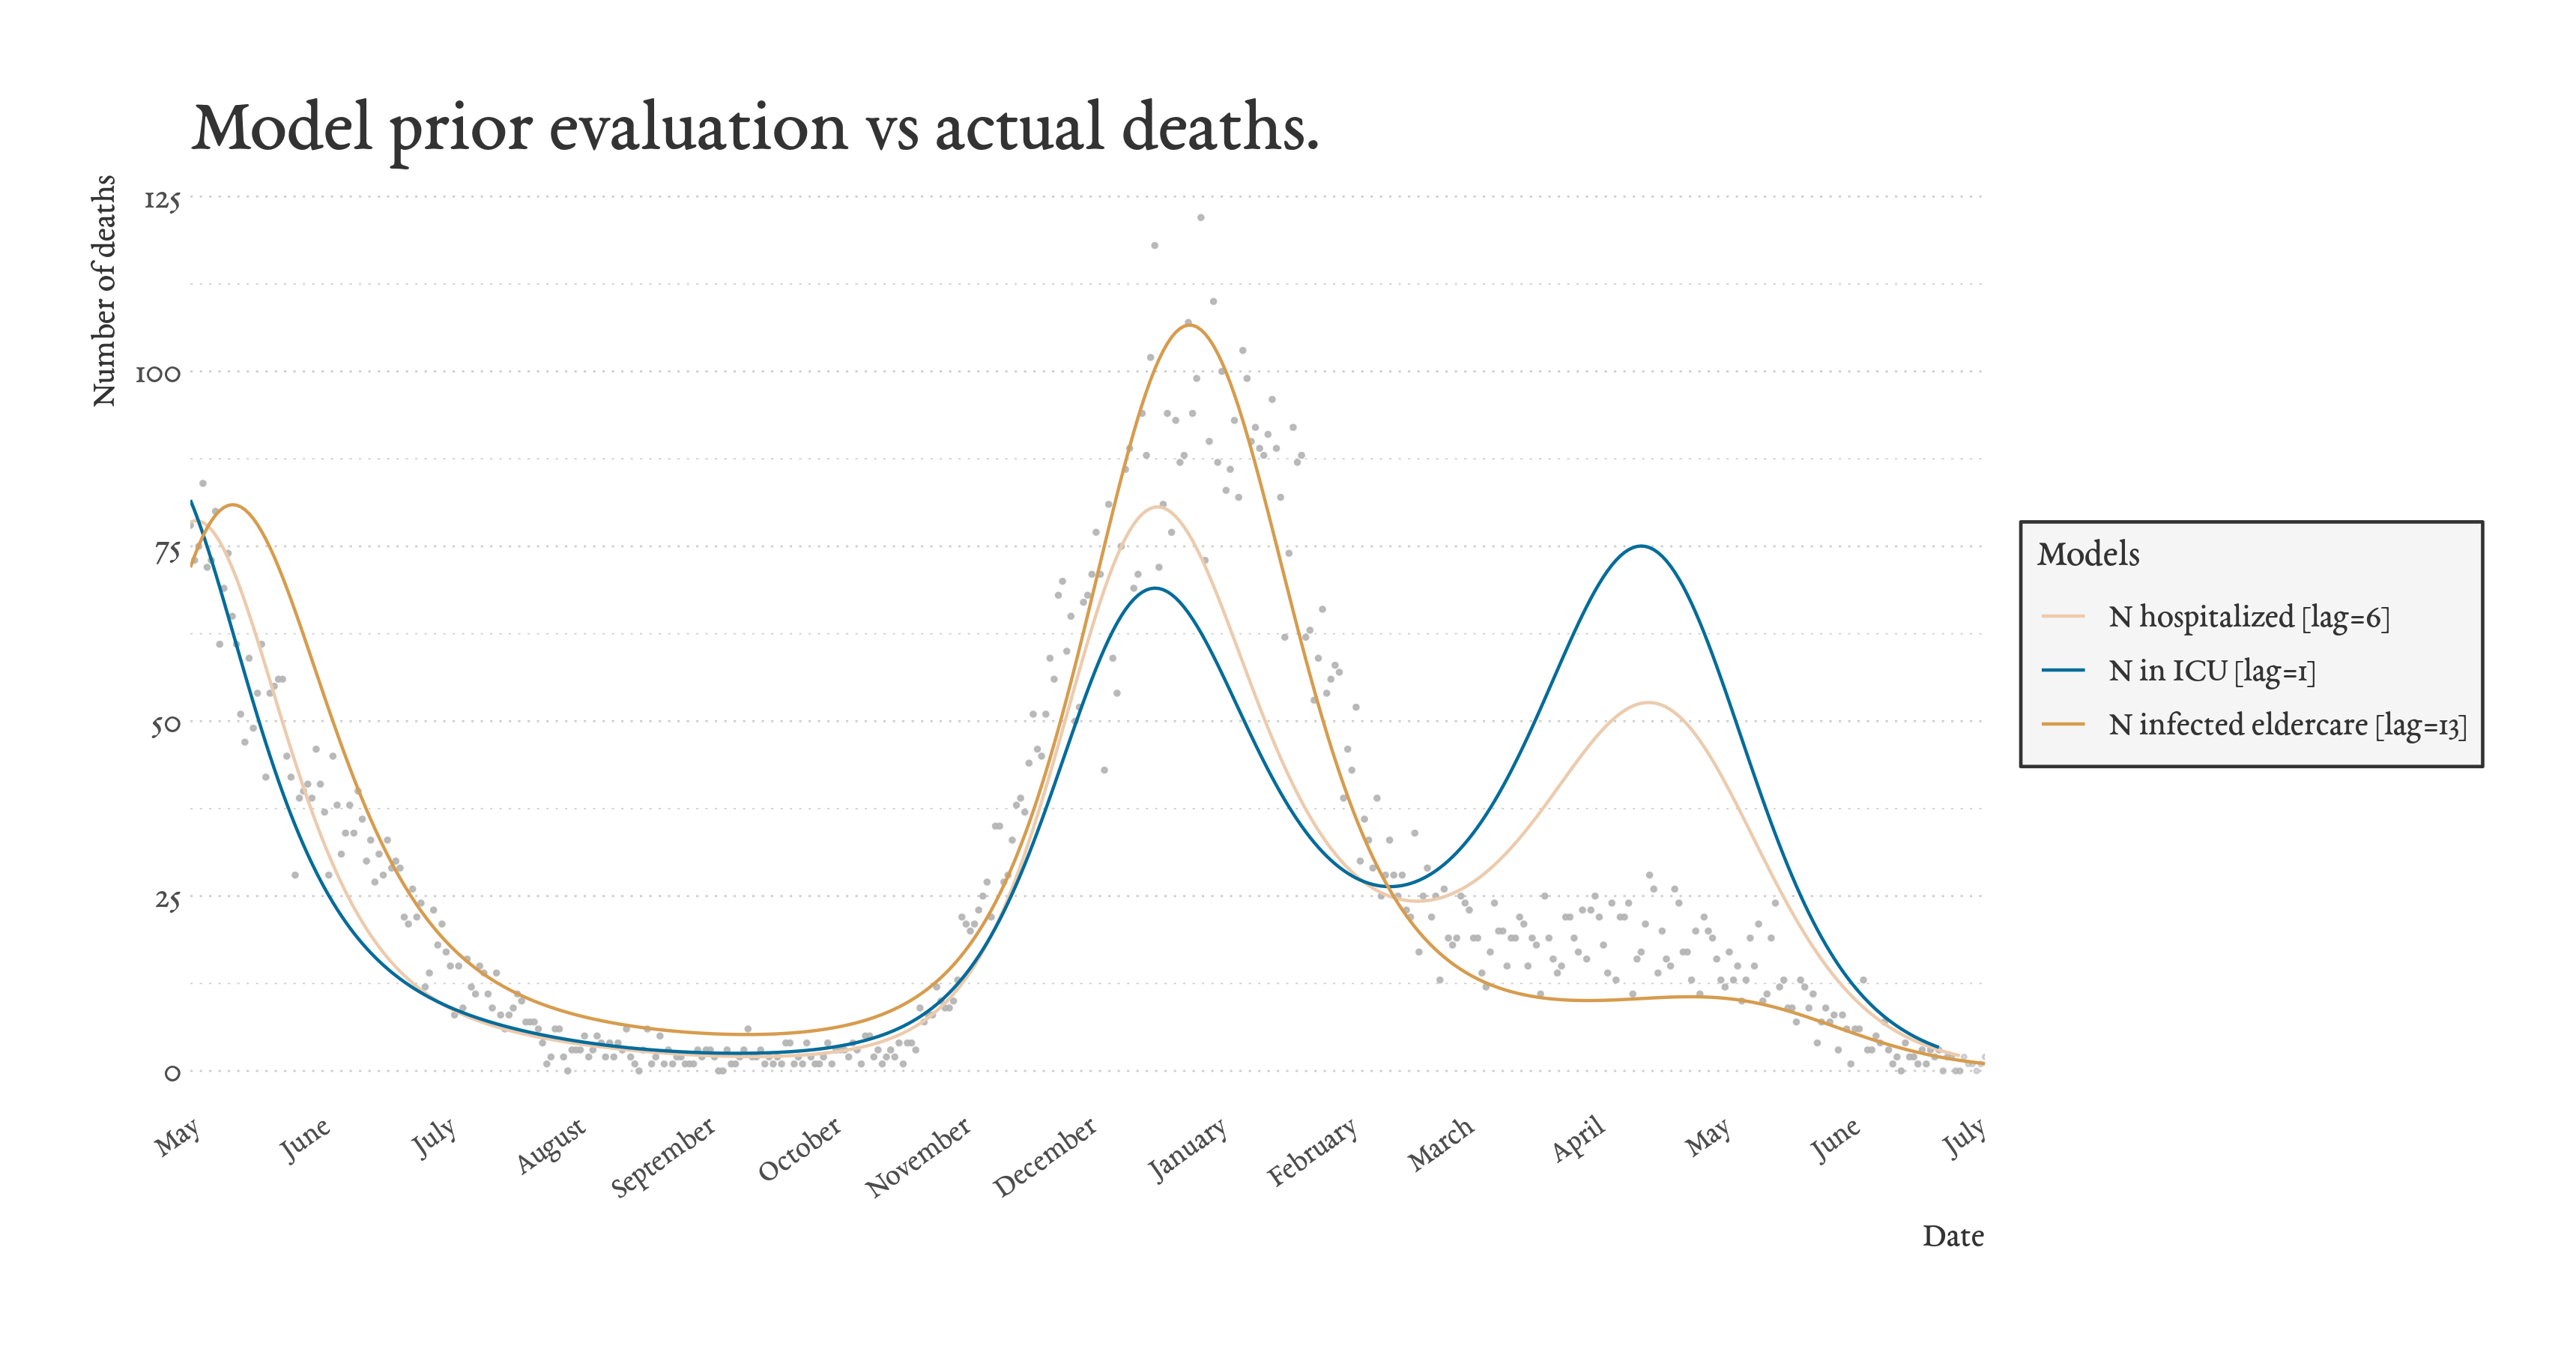 Model prior evaluation vs actual deaths.
Number of deaths
125
100
75
50
25
0
May June July August September October November December January February March April May June July
Date
Models
N hospitalized [lag=6]
N in ICU [lag=1]
N infected eldercare [lag=13]